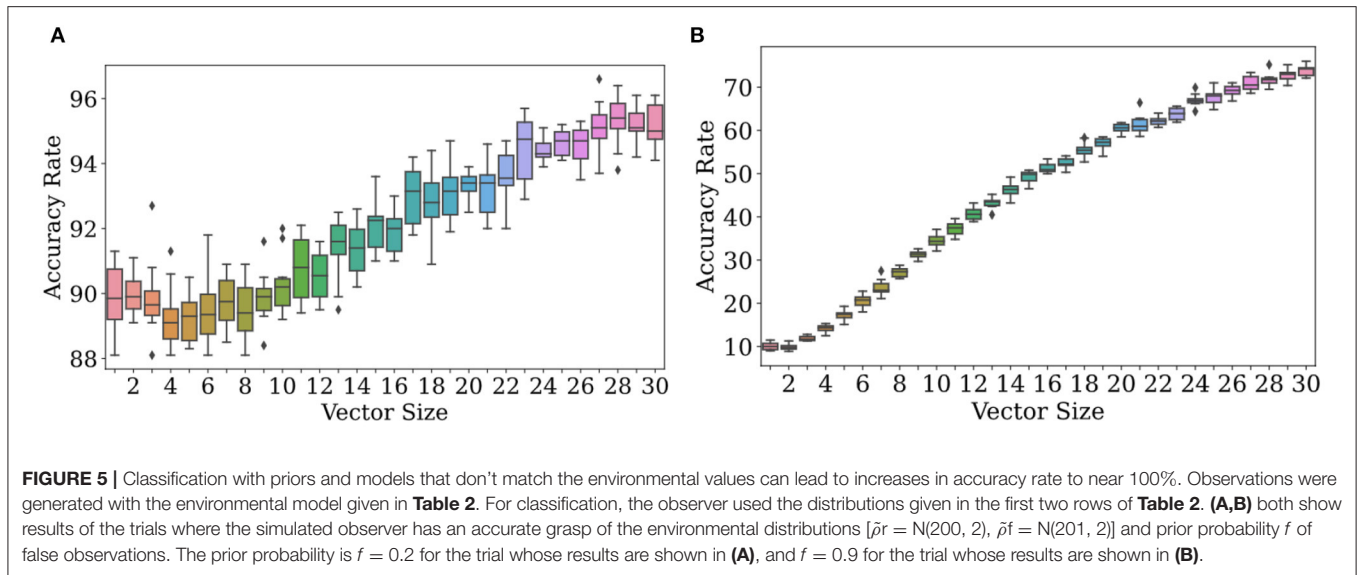 A
Accuracy Rate
96
94
92
90
88
2 4 6 8 10 12 14 16 18 20 22 24 26 28 30
Vector Size
B
Accuracy Rate
70
60
50
40
30
20
10
2 4 6 8 10 12 14 16 18 20 22 24 26 28 30
Vector Size
FIGURE 5 | Classification with priors and models that don't match the environmental values can lead to increases in accuracy rate to near 100%. Observations were
generated with the environmental model given in Table 2. For classification, the observer used the distributions given in the first two rows of Table 2. (A,B) both show
results of the trials where the simulated observer has an accurate grasp of the environmental distributions [ρ̃r = N(200, 2), ρ̃f = N(201, 2)] and prior probability f of
false observations. The prior probability is f = 0.2 for the trial whose results are shown in (A), and f = 0.9 for the trial whose results are shown in (B).